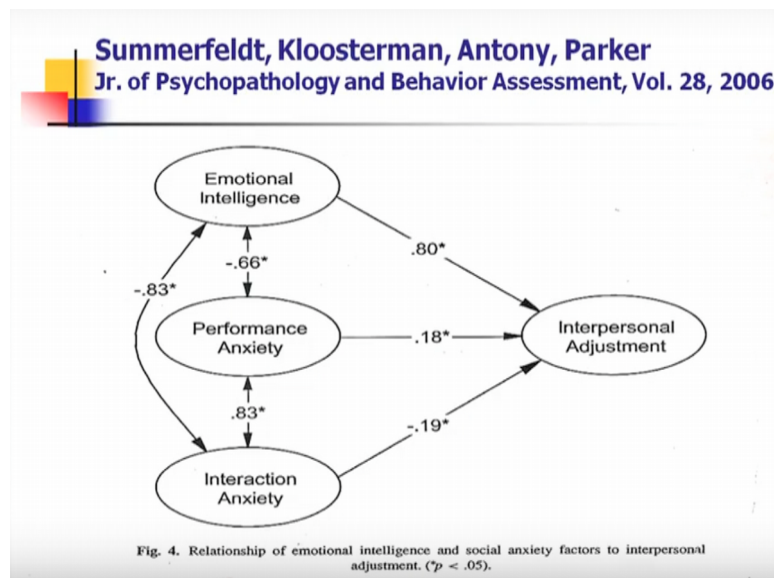 Summerfeldt, Kloosterman, Antony, Parker
Jr. of Psychopathology and Behavior Assessment, Vol. 28, 2006
Emotional
Intelligence
.80*
-.66*
-.83*
Performance
Anxiety
.18*
Interpersonal
Adjustment
.83*
-.19*
Interaction
Anxiety
Fig. 4. Relationship of emotional intelligence and social anxiety factors to interpersonal
adjustment. (*p < .05).